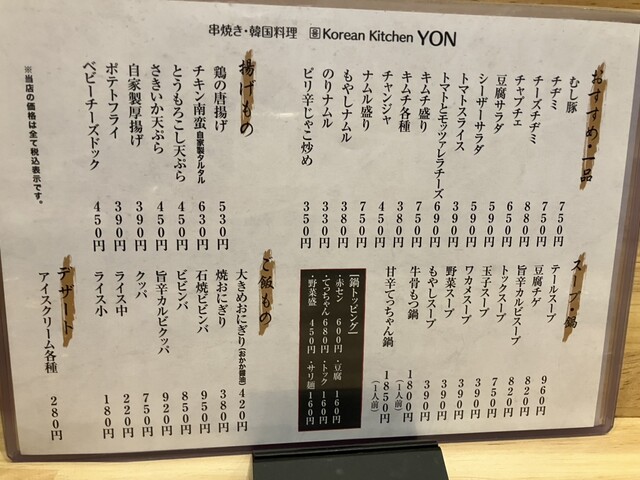 串焼き・韓国料理 Korean Kitchen YON
おすすめ・一品
むし豚 750円
チヂミ 750円
チーズチヂミ 880円
チャプチェ 650円
豆腐サラダ 590円
シーザーサラダ 590円
トマトスライス 390円
トマトとモッツァレラチーズ 690円
キムチ盛り 750円
キムチ各種 380円
チャンジャ 450円
ナムル盛り 750円
もやしナムル 380円
のりナムル 330円
ピリ辛じゃこ炒め 350円
揚げもの
鶏の唐揚げ 530円
チキン南蛮 自家製タルタル 630円
とうもろこし天ぷら 450円
さきいか天ぷら 450円
自家製厚揚げ 390円
ポテトフライ 390円
ベビーチーズドック 450円
※当店の価格は全て税込表示です。
スープ・鍋
テールスープ 960円
豆腐チゲ 820円
旨辛カルビスープ 820円
トックスープ 750円
玉子スープ 390円
ワカメスープ 390円
野菜スープ 390円
もやしスープ 390円
牛骨もつ鍋 1800円(1人前)
甘辛てっちゃん鍋 1850円(1人前)
【鍋トッピング】
・赤セン 600円 ・豆腐 160円
・てっちゃん 680円 ・トック 160円
・野菜盛 450円 ・サリ麺 160円
ご飯もの
大きめおにぎり(おかか醤油) 420円
焼おにぎり 380円
石焼ビビンバ 950円
ビビンバ 850円
旨辛カルビクッパ 920円
クッパ 750円
ライス中 220円
ライス小 180円
デザート
アイスクリーム各種 280円